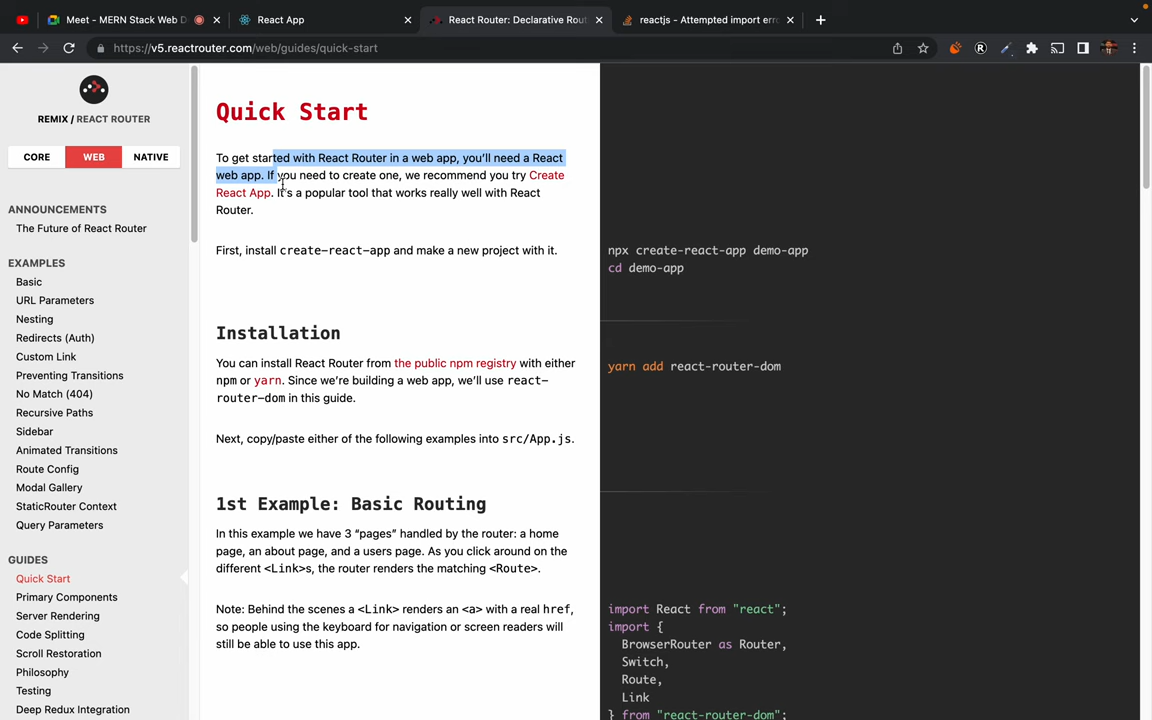 Meet - MERN Stack Web D
React App
React Router: Declarative Rout
reactjs - Attempted import erro
https://v5.reactrouter.com/web/guides/quick-start
REMIX / REACT ROUTER
CORE
WEB
NATIVE
ANNOUNCEMENTS
The Future of React Router
EXAMPLES
Basic
URL Parameters
Nesting
Redirects (Auth)
Custom Link
Preventing Transitions
No Match (404)
Recursive Paths
Sidebar
Animated Transitions
Route Config
Modal Gallery
StaticRouter Context
Query Parameters
GUIDES
Quick Start
Primary Components
Server Rendering
Code Splitting
Scroll Restoration
Philosophy
Testing
Deep Redux Integration
Quick Start
To get started with React Router in a web app, you’ll need a React
web app. If you need to create one, we recommend you try Create
React App. It’s a popular tool that works really well with React
Router.
First, install create-react-app and make a new project with it.
Installation
You can install React Router from the public npm registry with either
npm or yarn. Since we’re building a web app, we’ll use react-
router-dom in this guide.
Next, copy/paste either of the following examples into src/App.js.
1st Example: Basic Routing
In this example we have 3 “pages” handled by the router: a home
page, an about page, and a users page. As you click around on the
different <Link>s, the router renders the matching <Route>.
Note: Behind the scenes a <Link> renders an <a> with a real href,
so people using the keyboard for navigation or screen readers will
still be able to use this app.
npx create-react-app demo-app
cd demo-app
yarn add react-router-dom
import React from "react";
import {
BrowserRouter as Router,
Switch,
Route,
Link
} from "react-router-dom";